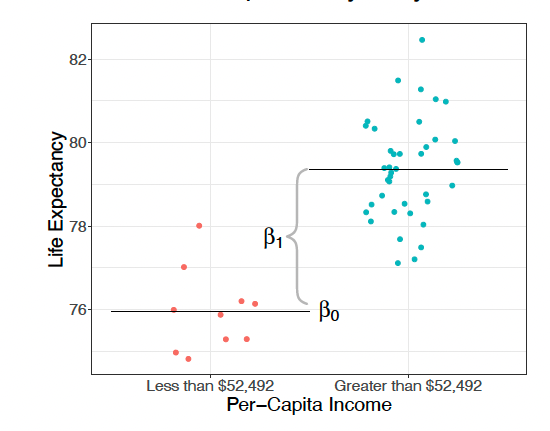 82
80
78
76
Life Expectancy
β1
β0
Less than $52,492
Greater than $52,492
Per-Capita Income